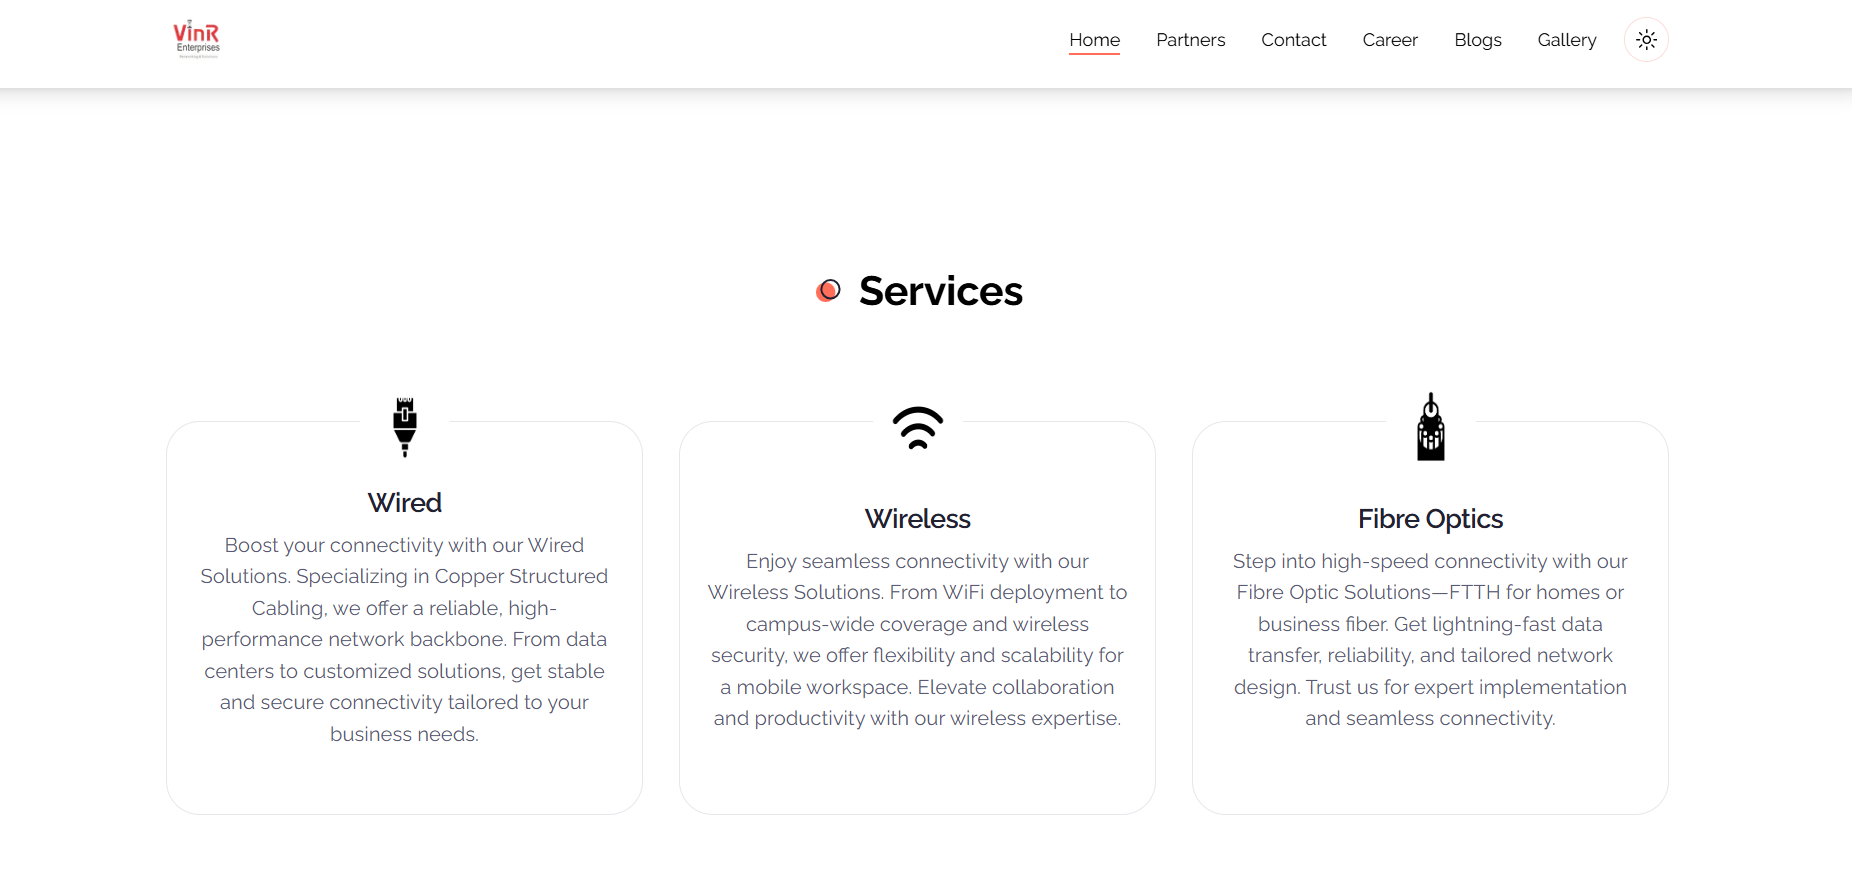 VinR
Enterprises
Home Partners Contact Career Blogs Gallery
Services
Wired
Boost your connectivity with our Wired
Solutions. Specializing in Copper Structured
Cabling, we offer a reliable, high-
performance network backbone. From data
centers to customized solutions, get stable
and secure connectivity tailored to your
business needs.
Wireless
Enjoy seamless connectivity with our
Wireless Solutions. From WiFi deployment to
campus-wide coverage and wireless
security, we offer flexibility and scalability for
a mobile workspace. Elevate collaboration
and productivity with our wireless expertise.
Fibre Optics
Step into high-speed connectivity with our
Fibre Optic Solutions—FTTH for homes or
business fiber. Get lightning-fast data
transfer, reliability, and tailored network
design. Trust us for expert implementation
and seamless connectivity.